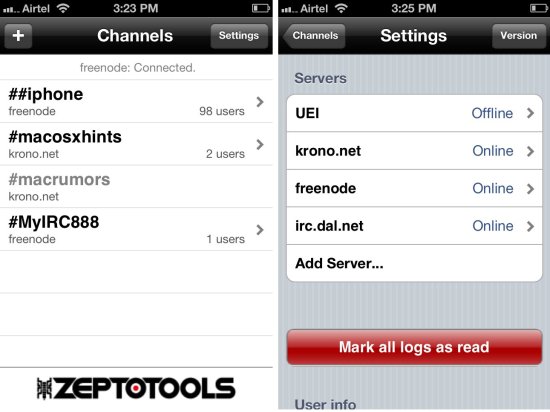 Airtel 3:23 PM
+ Channels Settings
freenode: Connected.
##iphone
freenode 98 users
#macosxhints
krono.net 2 users
#macrumors
krono.net
#MyIRC888
freenode 1 users
ZEPTOTOOLS
Airtel 3:25 PM
Channels Settings Version
Servers
UEI Offline
krono.net Online
freenode Online
irc.dal.net Online
Add Server...
Mark all logs as read
User info